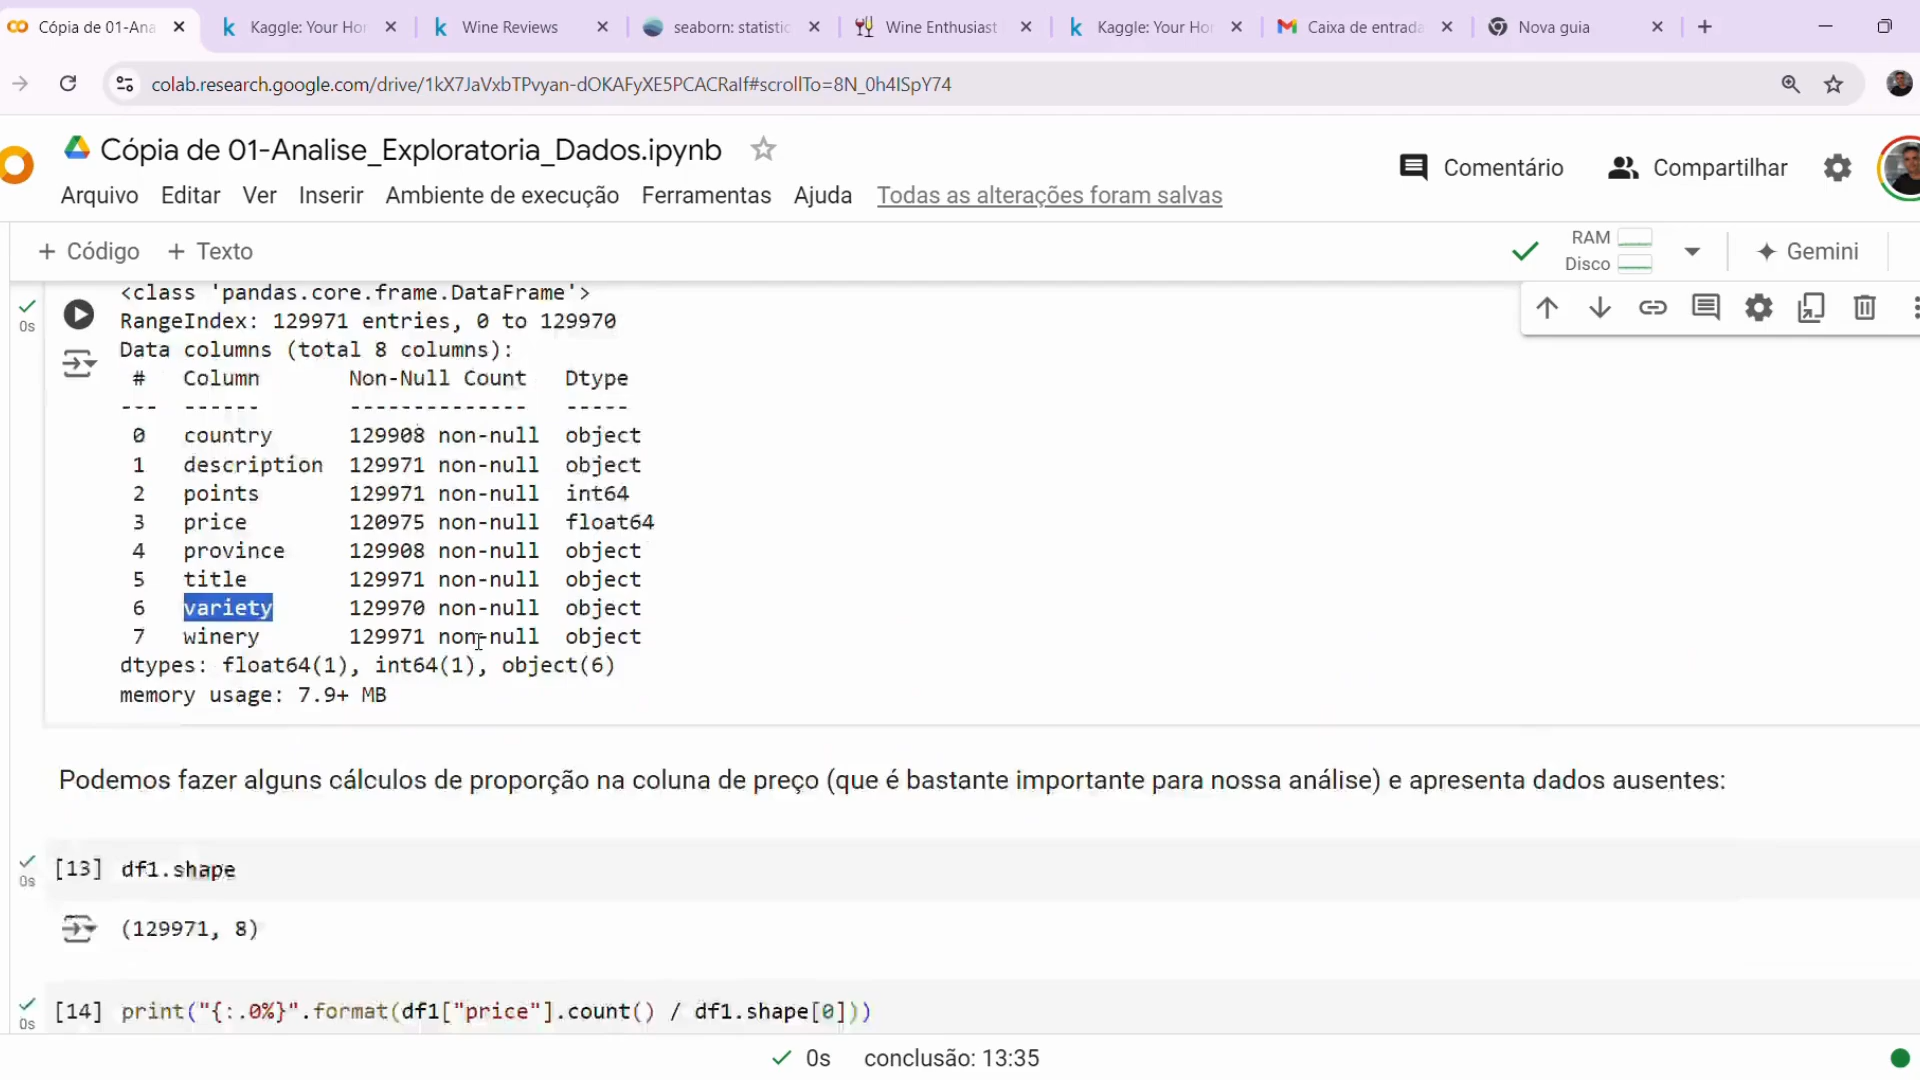 Cópia de 01-Ana
Kaggle: Your Hor
Wine Reviews
seaborn: statistic
Wine Enthusiast
Kaggle: Your Hor
Caixa de entrada
Nova guia
colab.research.google.com/drive/1kX7JaVxbTPvyan-dOKAFyXE5PCACRaIf#scrollTo=8N_0h4ISpY74
Cópia de 01-Analise_Exploratoria_Dados.ipynb
Comentário
Compartilhar
Arquivo Editar Ver Inserir Ambiente de execução Ferramentas Ajuda Todas as alterações foram salvas
+ Código + Texto
RAM
Disco
Gemini
<class 'pandas.core.frame.DataFrame'>
0s
RangeIndex: 129971 entries, 0 to 129970
Data columns (total 8 columns):
# Column Non-Null Count Dtype
--- ------ -------------- -----
0 country 129908 non-null object
1 description 129971 non-null object
2 points 129971 non-null int64
3 price 120975 non-null float64
4 province 129908 non-null object
5 title 129971 non-null object
6 variety 129970 non-null object
7 winery 129971 non-null object
dtypes: float64(1), int64(1), object(6)
memory usage: 7.9+ MB
Podemos fazer alguns cálculos de proporção na coluna de preço (que é bastante importante para nossa análise) e apresenta dados ausentes:
[13] df1.shape
0s
(129971, 8)
[14] print("{:.0%}".format(df1["price"].count() / df1.shape[0]))
0s
0s conclusão: 13:35